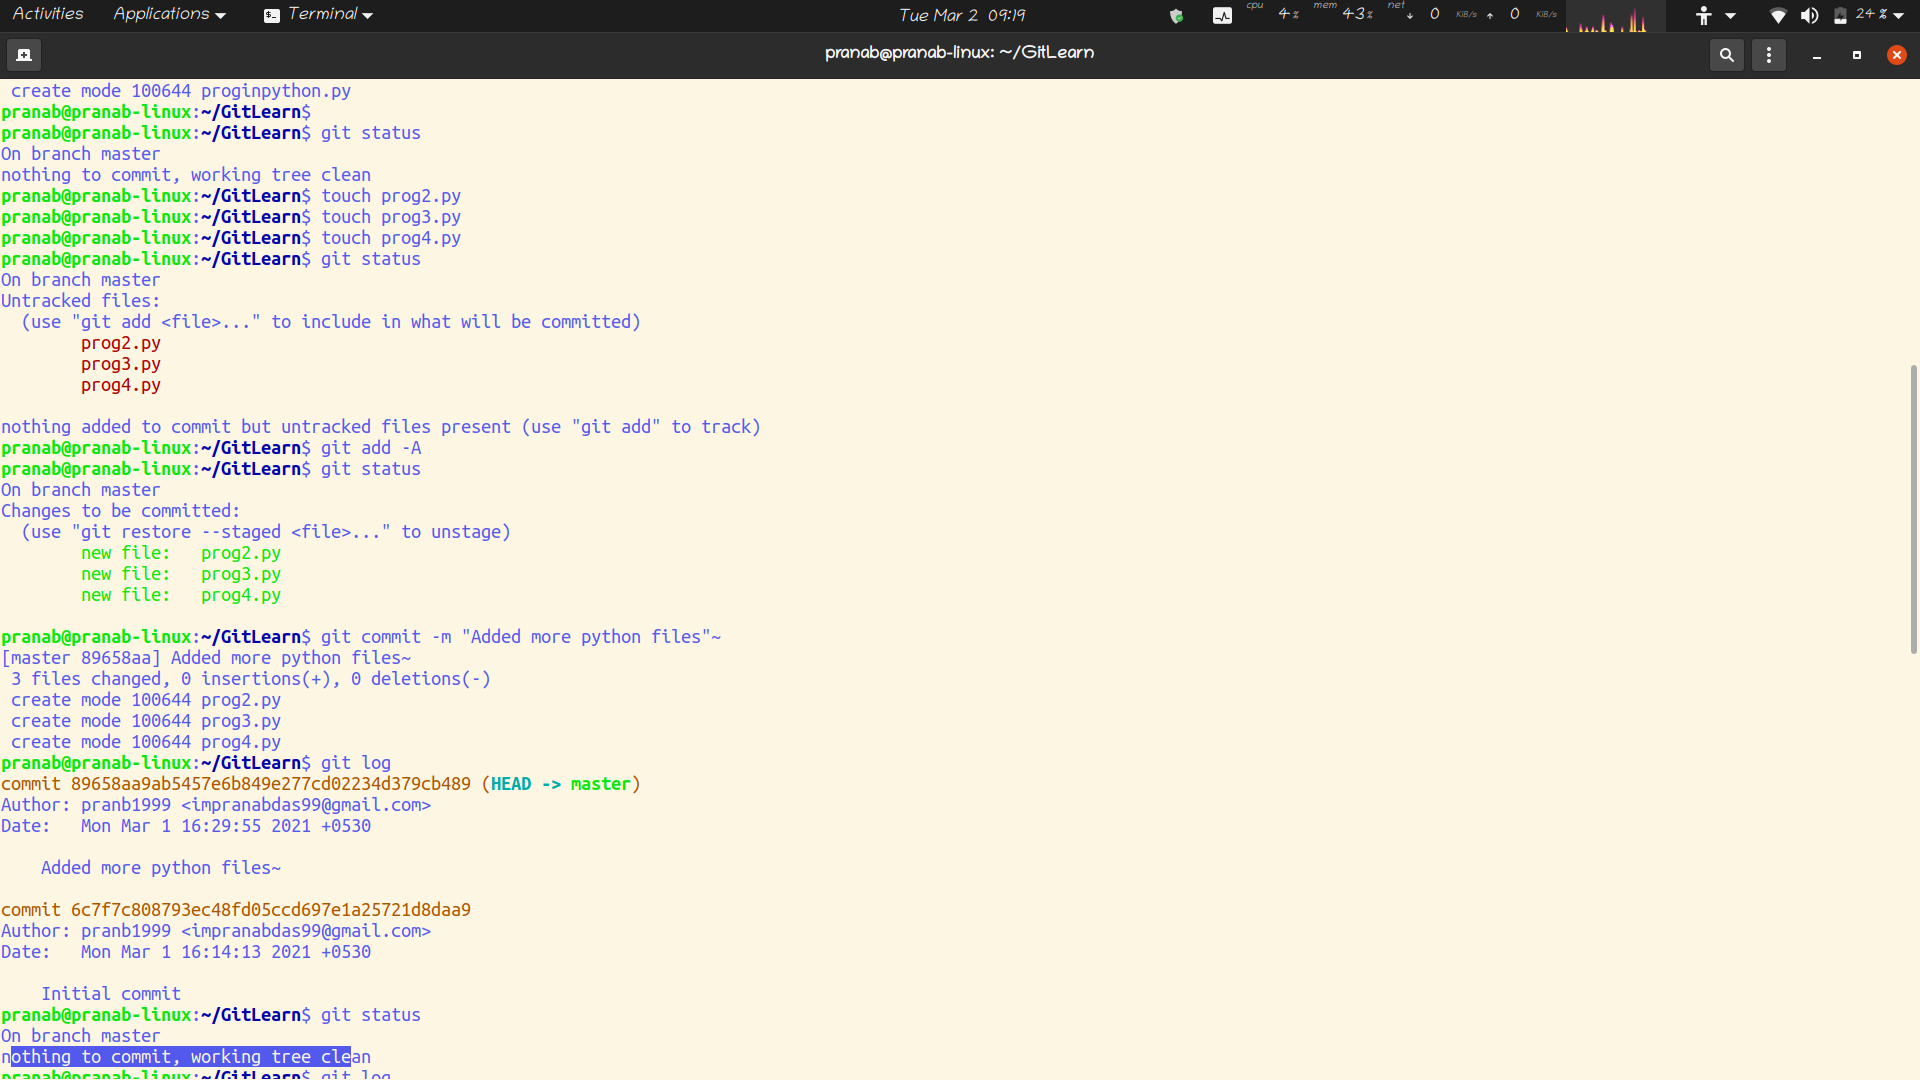 Activities Applications Terminal Tue Mar 2 09:19 cpu 4% mem 43% net 0 KiB/s 0 KiB/s 24 %
pranab@pranab-linux: ~/GitLearn
 create mode 100644 proginpython.py
pranab@pranab-linux:~/GitLearn$
pranab@pranab-linux:~/GitLearn$ git status
On branch master
nothing to commit, working tree clean
pranab@pranab-linux:~/GitLearn$ touch prog2.py
pranab@pranab-linux:~/GitLearn$ touch prog3.py
pranab@pranab-linux:~/GitLearn$ touch prog4.py
pranab@pranab-linux:~/GitLearn$ git status
On branch master
Untracked files:
  (use "git add <file>..." to include in what will be committed)
        prog2.py
        prog3.py
        prog4.py

nothing added to commit but untracked files present (use "git add" to track)
pranab@pranab-linux:~/GitLearn$ git add -A
pranab@pranab-linux:~/GitLearn$ git status
On branch master
Changes to be committed:
  (use "git restore --staged <file>..." to unstage)
        new file:   prog2.py
        new file:   prog3.py
        new file:   prog4.py

pranab@pranab-linux:~/GitLearn$ git commit -m "Added more python files"~
[master 89658aa] Added more python files~
 3 files changed, 0 insertions(+), 0 deletions(-)
 create mode 100644 prog2.py
 create mode 100644 prog3.py
 create mode 100644 prog4.py
pranab@pranab-linux:~/GitLearn$ git log
commit 89658aa9ab5457e6b849e277cd02234d379cb489 (HEAD -> master)
Author: pranb1999 <impranabdas99@gmail.com>
Date:   Mon Mar 1 16:29:55 2021 +0530

    Added more python files~

commit 6c7f7c808793ec48fd05ccd697e1a25721d8daa9
Author: pranb1999 <impranabdas99@gmail.com>
Date:   Mon Mar 1 16:14:13 2021 +0530

    Initial commit
pranab@pranab-linux:~/GitLearn$ git status
On branch master
nothing to commit, working tree clean
pranab@pranab-linux:~/GitLearn$ git log